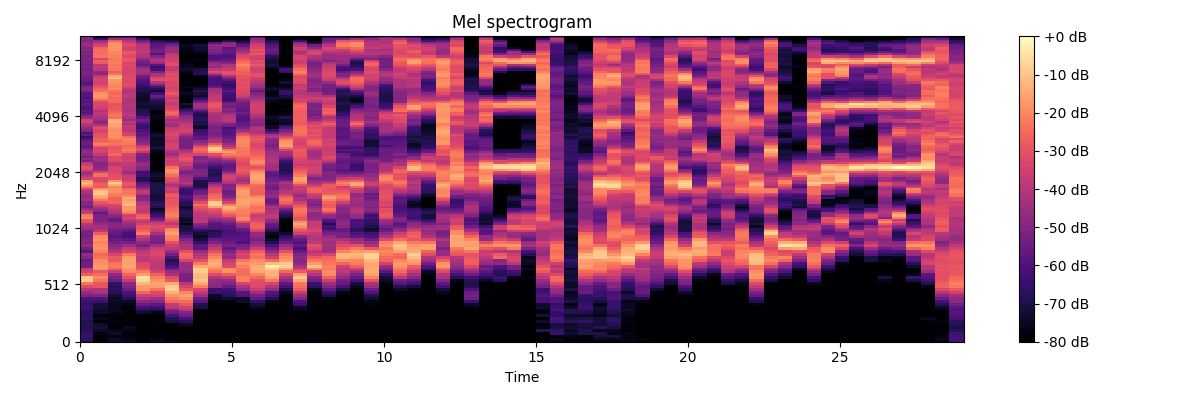 Mel spectrogram
Hz
8192
4096
2048
1024
512
0
0 5 10 15 20 25
Time
+0 dB
-10 dB
-20 dB
-30 dB
-40 dB
-50 dB
-60 dB
-70 dB
-80 dB